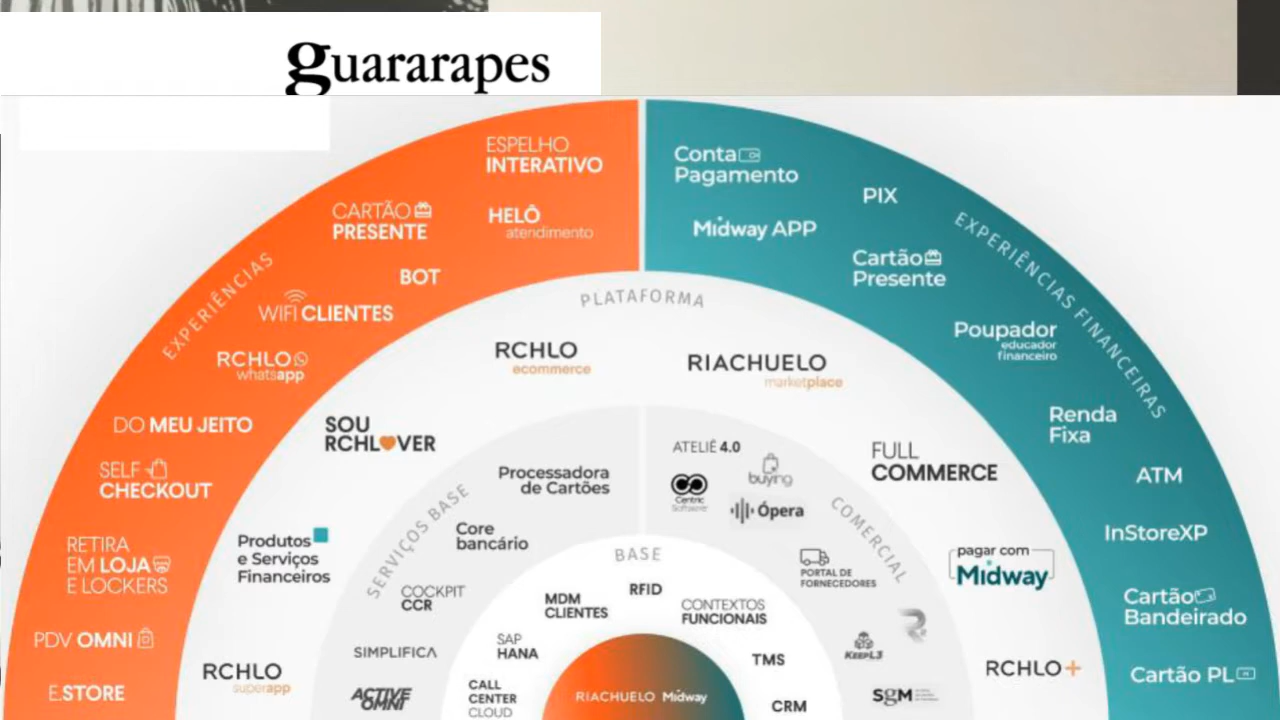 guararapes
ESPELHO
INTERATIVO
CARTÃO
PRESENTE
HELÔ
atendimento
BOT
EXPERIÊNCIAS
WIFI CLIENTES
RCHLO
whatsapp
DO MEU JEITO
SELF
CHECKOUT
RETIRA
EM LOJA
E LOCKERS
PDV OMNI
E.STORE
Conta
Pagamento
PIX
Midway APP
Cartão
Presente
EXPERIÊNCIAS FINANCEIRAS
Poupador
educador
financeiro
Renda
Fixa
ATM
InStoreXP
Cartão
Bandeirado
Cartão PL
PLATAFORMA
RCHLO
ecommerce
RIACHUELO
marketplace
SOU
RCHLOVER
FULL
COMMERCE
Produtos
e Serviços
Financeiros
pagar com
Midway
RCHLO
superapp
RCHLO+
SERVIÇOS BASE
Processadora
de Cartões
Core
bancário
COCKPIT
CCR
SIMPLIFICA
ACTIVE
OMNI
ATELIÊ 4.0
Centric
Software
buying
Ópera
COMERCIAL
PORTAL DE
FORNECEDORES
KEEPL3
SGM
BASE
RFID
MDM
CLIENTES
CONTEXTOS
FUNCIONAIS
SAP
HANA
TMS
CALL
CENTER
CLOUD
CRM
RIACHUELO Midway